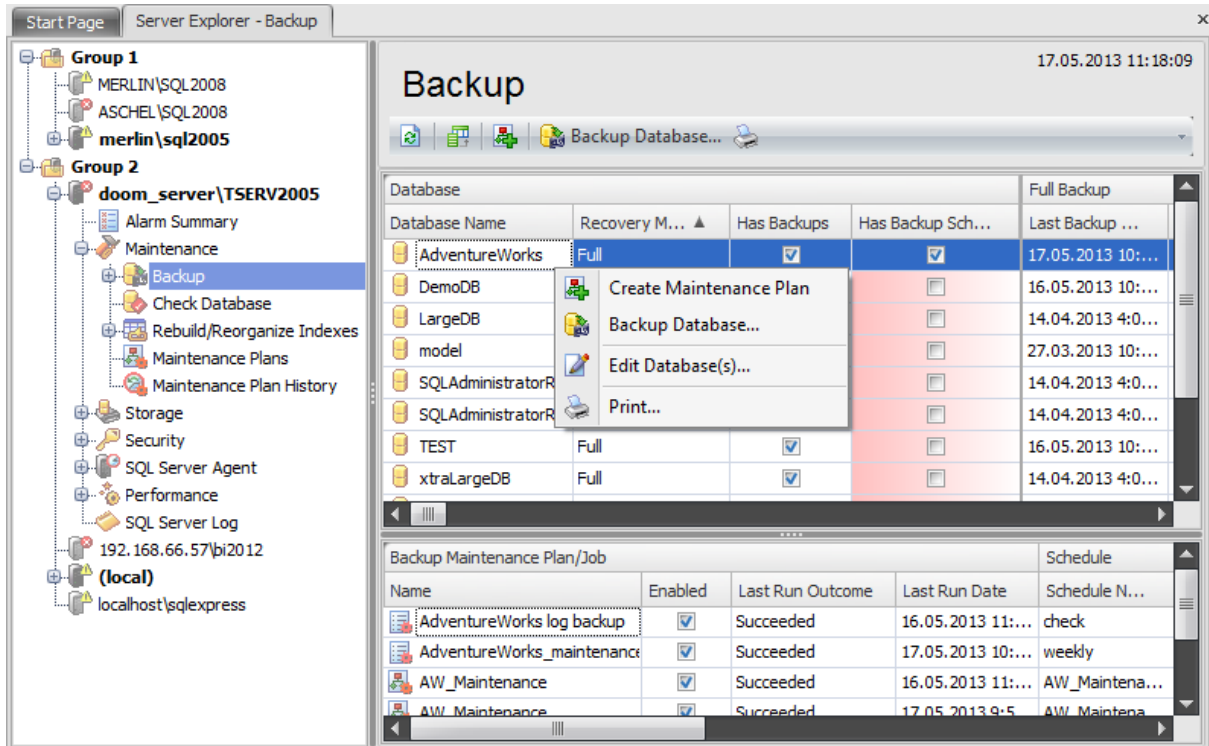 Start Page
Server Explorer - Backup
Group 1
MERLIN\SQL2008
ASCHEL\SQL2008
merlin\sql2005
Group 2
doom_server\TSERV2005
Alarm Summary
Maintenance
Backup
Check Database
Rebuild/Reorganize Indexes
Maintenance Plans
Maintenance Plan History
Storage
Security
SQL Server Agent
Performance
SQL Server Log
192.168.66.57\bi2012
(local)
localhost\sqlexpress
17.05.2013 11:18:09
Backup
Backup Database...
Database Full Backup
Database Name Recovery M... Has Backups Has Backup Sch... Last Backup ...
AdventureWorks Full 17.05.2013 10:...
DemoDB 16.05.2013 10:...
LargeDB 14.04.2013 4:0...
model 27.03.2013 10:...
SQLAdministratorR 14.04.2013 4:0...
SQLAdministratorR 14.04.2013 4:0...
TEST Full 16.05.2013 10:...
xtraLargeDB Full 14.04.2013 4:0...
Create Maintenance Plan
Backup Database...
Edit Database(s)...
Print...
Backup Maintenance Plan/Job Schedule
Name Enabled Last Run Outcome Last Run Date Schedule N...
AdventureWorks log backup Succeeded 16.05.2013 11:... check
AdventureWorks_maintenance Succeeded 17.05.2013 10:... weekly
AW_Maintenance Succeeded 16.05.2013 11:... AW_Maintena...
AW_Maintenance Succeeded 17.05.2013 9:5 AW_Maintena